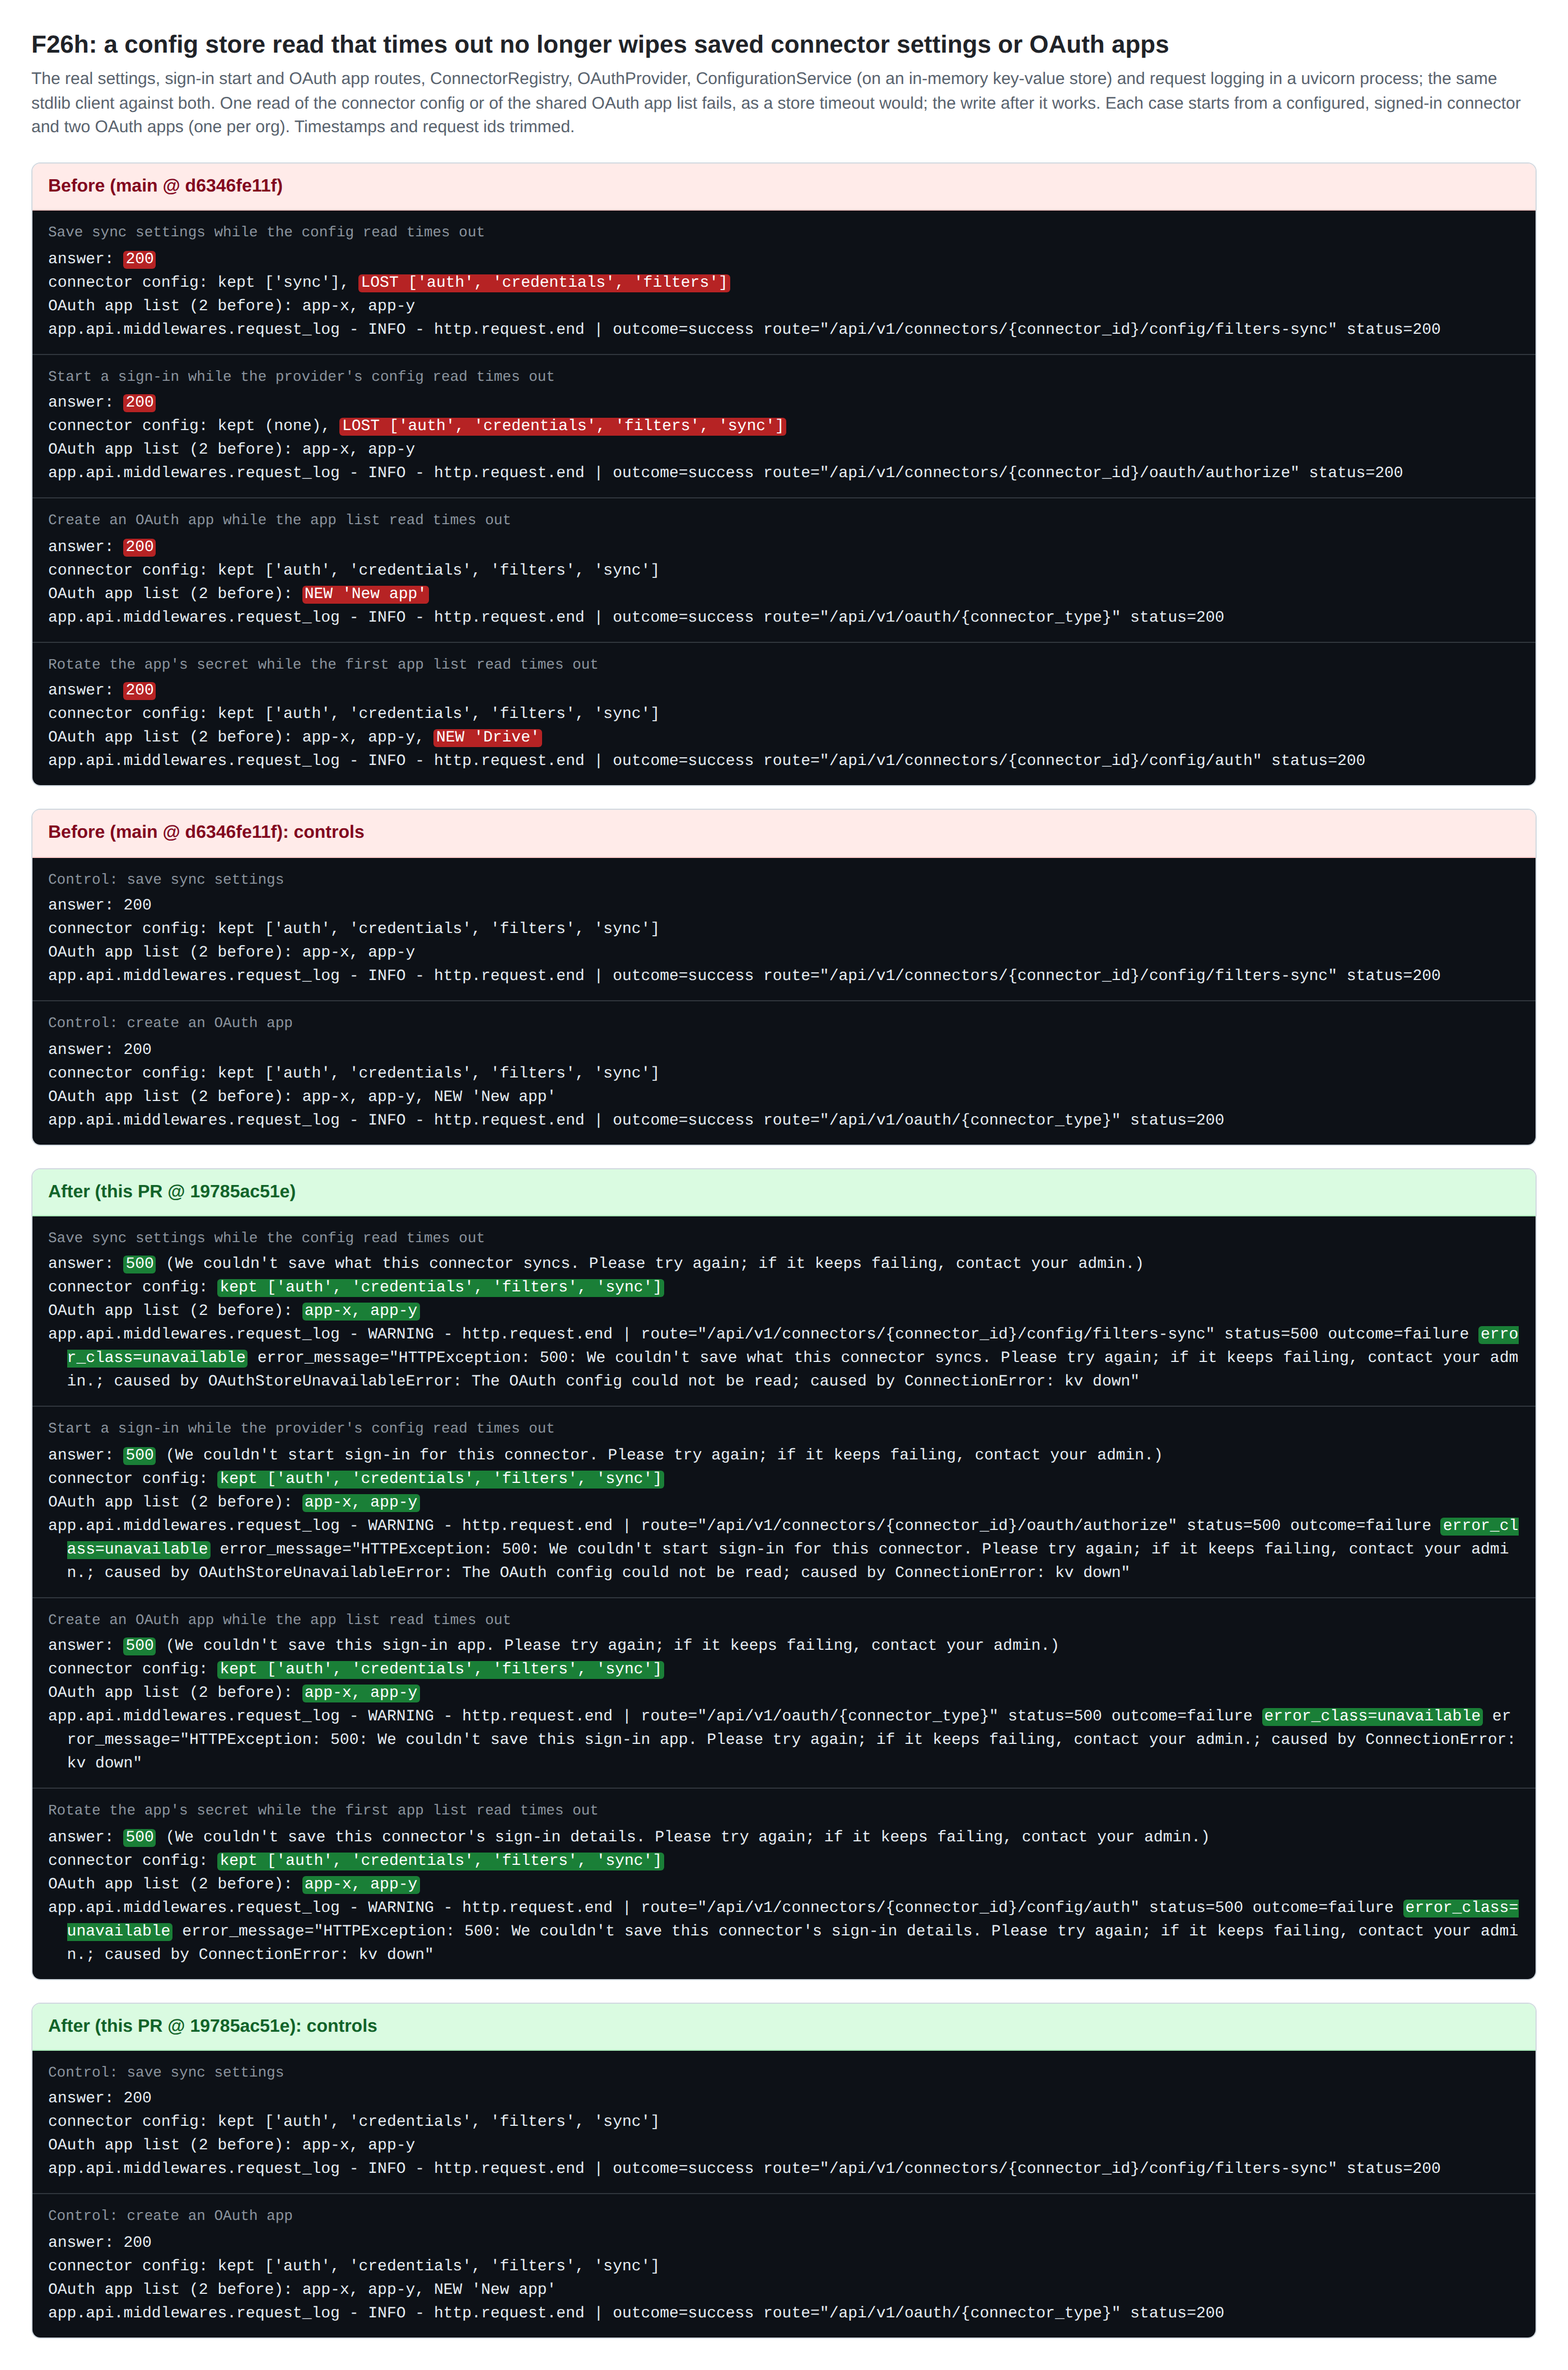 F26h: a config store read that times out no longer wipes saved connector settings or OAuth apps
The real settings, sign-in start and OAuth app routes, ConnectorRegistry, OAuthProvider, ConfigurationService (on an in-memory key-value store) and request logging in a uvicorn process; the same
stdlib client against both. One read of the connector config or of the shared OAuth app list fails, as a store timeout would; the write after it works. Each case starts from a configured, signed-in connector
and two OAuth apps (one per org). Timestamps and request ids trimmed.
Before (main @ d6346fe11f)
Save sync settings while the config read times out
answer: 200
connector config: kept ['sync'], LOST ['auth', 'credentials', 'filters']
OAuth app list (2 before): app-x, app-y
app.api.middlewares.request_log - INFO - http.request.end | outcome=success route="/api/v1/connectors/{connector_id}/config/filters-sync" status=200
Start a sign-in while the provider's config read times out
answer: 200
connector config: kept (none), LOST ['auth', 'credentials', 'filters', 'sync']
OAuth app list (2 before): app-x, app-y
app.api.middlewares.request_log - INFO - http.request.end | outcome=success route="/api/v1/connectors/{connector_id}/oauth/authorize" status=200
Create an OAuth app while the app list read times out
answer: 200
connector config: kept ['auth', 'credentials', 'filters', 'sync']
OAuth app list (2 before): NEW 'New app'
app.api.middlewares.request_log - INFO - http.request.end | outcome=success route="/api/v1/oauth/{connector_type}" status=200
Rotate the app's secret while the first app list read times out
answer: 200
connector config: kept ['auth', 'credentials', 'filters', 'sync']
OAuth app list (2 before): app-x, app-y, NEW 'Drive'
app.api.middlewares.request_log - INFO - http.request.end | outcome=success route="/api/v1/connectors/{connector_id}/config/auth" status=200
Before (main @ d6346fe11f): controls
Control: save sync settings
answer: 200
connector config: kept ['auth', 'credentials', 'filters', 'sync']
OAuth app list (2 before): app-x, app-y
app.api.middlewares.request_log - INFO - http.request.end | outcome=success route="/api/v1/connectors/{connector_id}/config/filters-sync" status=200
Control: create an OAuth app
answer: 200
connector config: kept ['auth', 'credentials', 'filters', 'sync']
OAuth app list (2 before): app-x, app-y, NEW 'New app'
app.api.middlewares.request_log - INFO - http.request.end | outcome=success route="/api/v1/oauth/{connector_type}" status=200
After (this PR @ 19785ac51e)
Save sync settings while the config read times out
answer: 500 (We couldn't save what this connector syncs. Please try again; if it keeps failing, contact your admin.)
connector config: kept ['auth', 'credentials', 'filters', 'sync']
OAuth app list (2 before): app-x, app-y
app.api.middlewares.request_log - WARNING - http.request.end | route="/api/v1/connectors/{connector_id}/config/filters-sync" status=500 outcome=failure erro
r_class=unavailable error_message="HTTPException: 500: We couldn't save what this connector syncs. Please try again; if it keeps failing, contact your adm
in.; caused by OAuthStoreUnavailableError: The OAuth config could not be read; caused by ConnectionError: kv down"
Start a sign-in while the provider's config read times out
answer: 500 (We couldn't start sign-in for this connector. Please try again; if it keeps failing, contact your admin.)
connector config: kept ['auth', 'credentials', 'filters', 'sync']
OAuth app list (2 before): app-x, app-y
app.api.middlewares.request_log - WARNING - http.request.end | route="/api/v1/connectors/{connector_id}/oauth/authorize" status=500 outcome=failure error_cl
ass=unavailable error_message="HTTPException: 500: We couldn't start sign-in for this connector. Please try again; if it keeps failing, contact your admi
n.; caused by OAuthStoreUnavailableError: The OAuth config could not be read; caused by ConnectionError: kv down"
Create an OAuth app while the app list read times out
answer: 500 (We couldn't save this sign-in app. Please try again; if it keeps failing, contact your admin.)
connector config: kept ['auth', 'credentials', 'filters', 'sync']
OAuth app list (2 before): app-x, app-y
app.api.middlewares.request_log - WARNING - http.request.end | route="/api/v1/oauth/{connector_type}" status=500 outcome=failure error_class=unavailable er
ror_message="HTTPException: 500: We couldn't save this sign-in app. Please try again; if it keeps failing, contact your admin.; caused by ConnectionError:
kv down"
Rotate the app's secret while the first app list read times out
answer: 500 (We couldn't save this connector's sign-in details. Please try again; if it keeps failing, contact your admin.)
connector config: kept ['auth', 'credentials', 'filters', 'sync']
OAuth app list (2 before): app-x, app-y
app.api.middlewares.request_log - WARNING - http.request.end | route="/api/v1/connectors/{connector_id}/config/auth" status=500 outcome=failure error_class=
unavailable error_message="HTTPException: 500: We couldn't save this connector's sign-in details. Please try again; if it keeps failing, contact your admi
n.; caused by ConnectionError: kv down"
After (this PR @ 19785ac51e): controls
Control: save sync settings
answer: 200
connector config: kept ['auth', 'credentials', 'filters', 'sync']
OAuth app list (2 before): app-x, app-y
app.api.middlewares.request_log - INFO - http.request.end | outcome=success route="/api/v1/connectors/{connector_id}/config/filters-sync" status=200
Control: create an OAuth app
answer: 200
connector config: kept ['auth', 'credentials', 'filters', 'sync']
OAuth app list (2 before): app-x, app-y, NEW 'New app'
app.api.middlewares.request_log - INFO - http.request.end | outcome=success route="/api/v1/oauth/{connector_type}" status=200